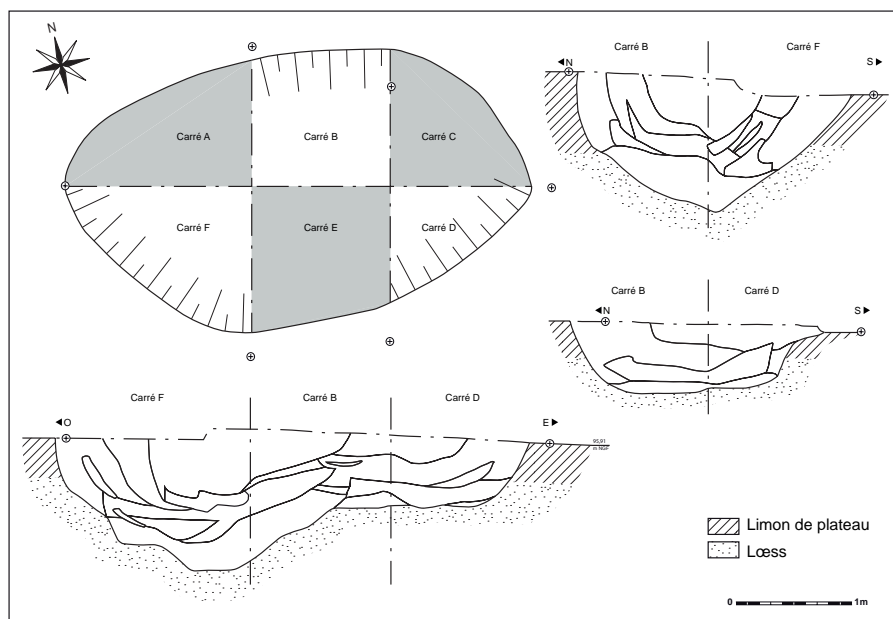 N
Carré A
Carré B
Carré C
Carré F
Carré E
Carré D
Carré B
Carré F
N
S
Carré B
Carré D
N
S
Carré F
Carré B
Carré D
O
E
95,91
m NGF
Limon de plateau
Lœss
0
1m